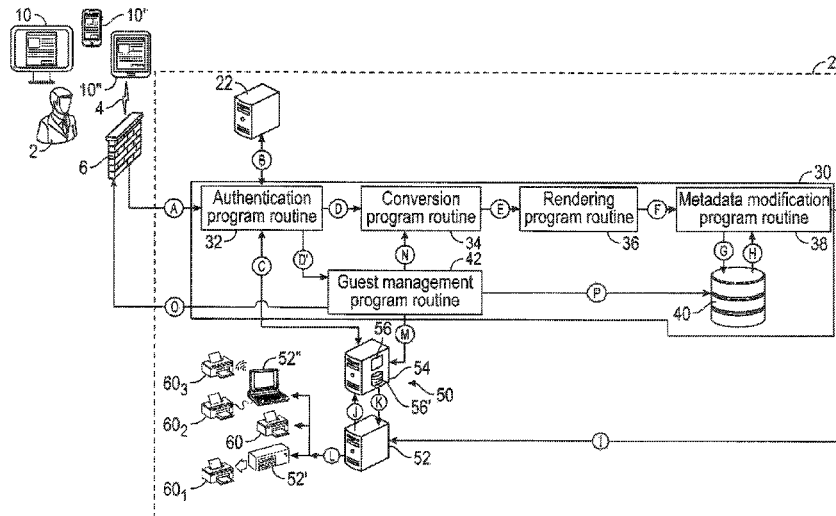 10
10'
10"
4
2
6
2
22
B
30
A
Authentication
program routine
32
D
Conversion
program routine
34
E
Rendering
program routine
36
F
Metadata modification
program routine
38
C
D'
N
42
G
H
O
Guest management
program routine
P
40
M
56
54
50
56'
52"
60₃
60₂
60
60₁
52'
J
K
L
52
I